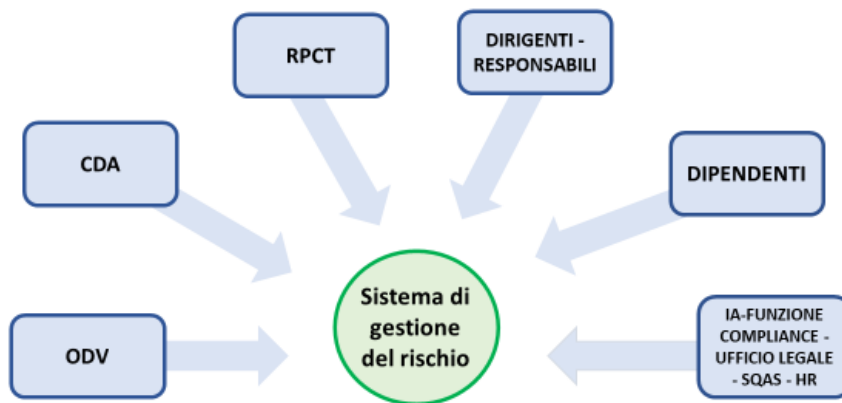 RPCT
DIRIGENTI -
RESPONSABILI
CDA
DIPENDENTI
Sistema di
gestione
del rischio
ODV
IA-FUNZIONE
COMPLIANCE -
UFFICIO LEGALE
- SQAS - HR